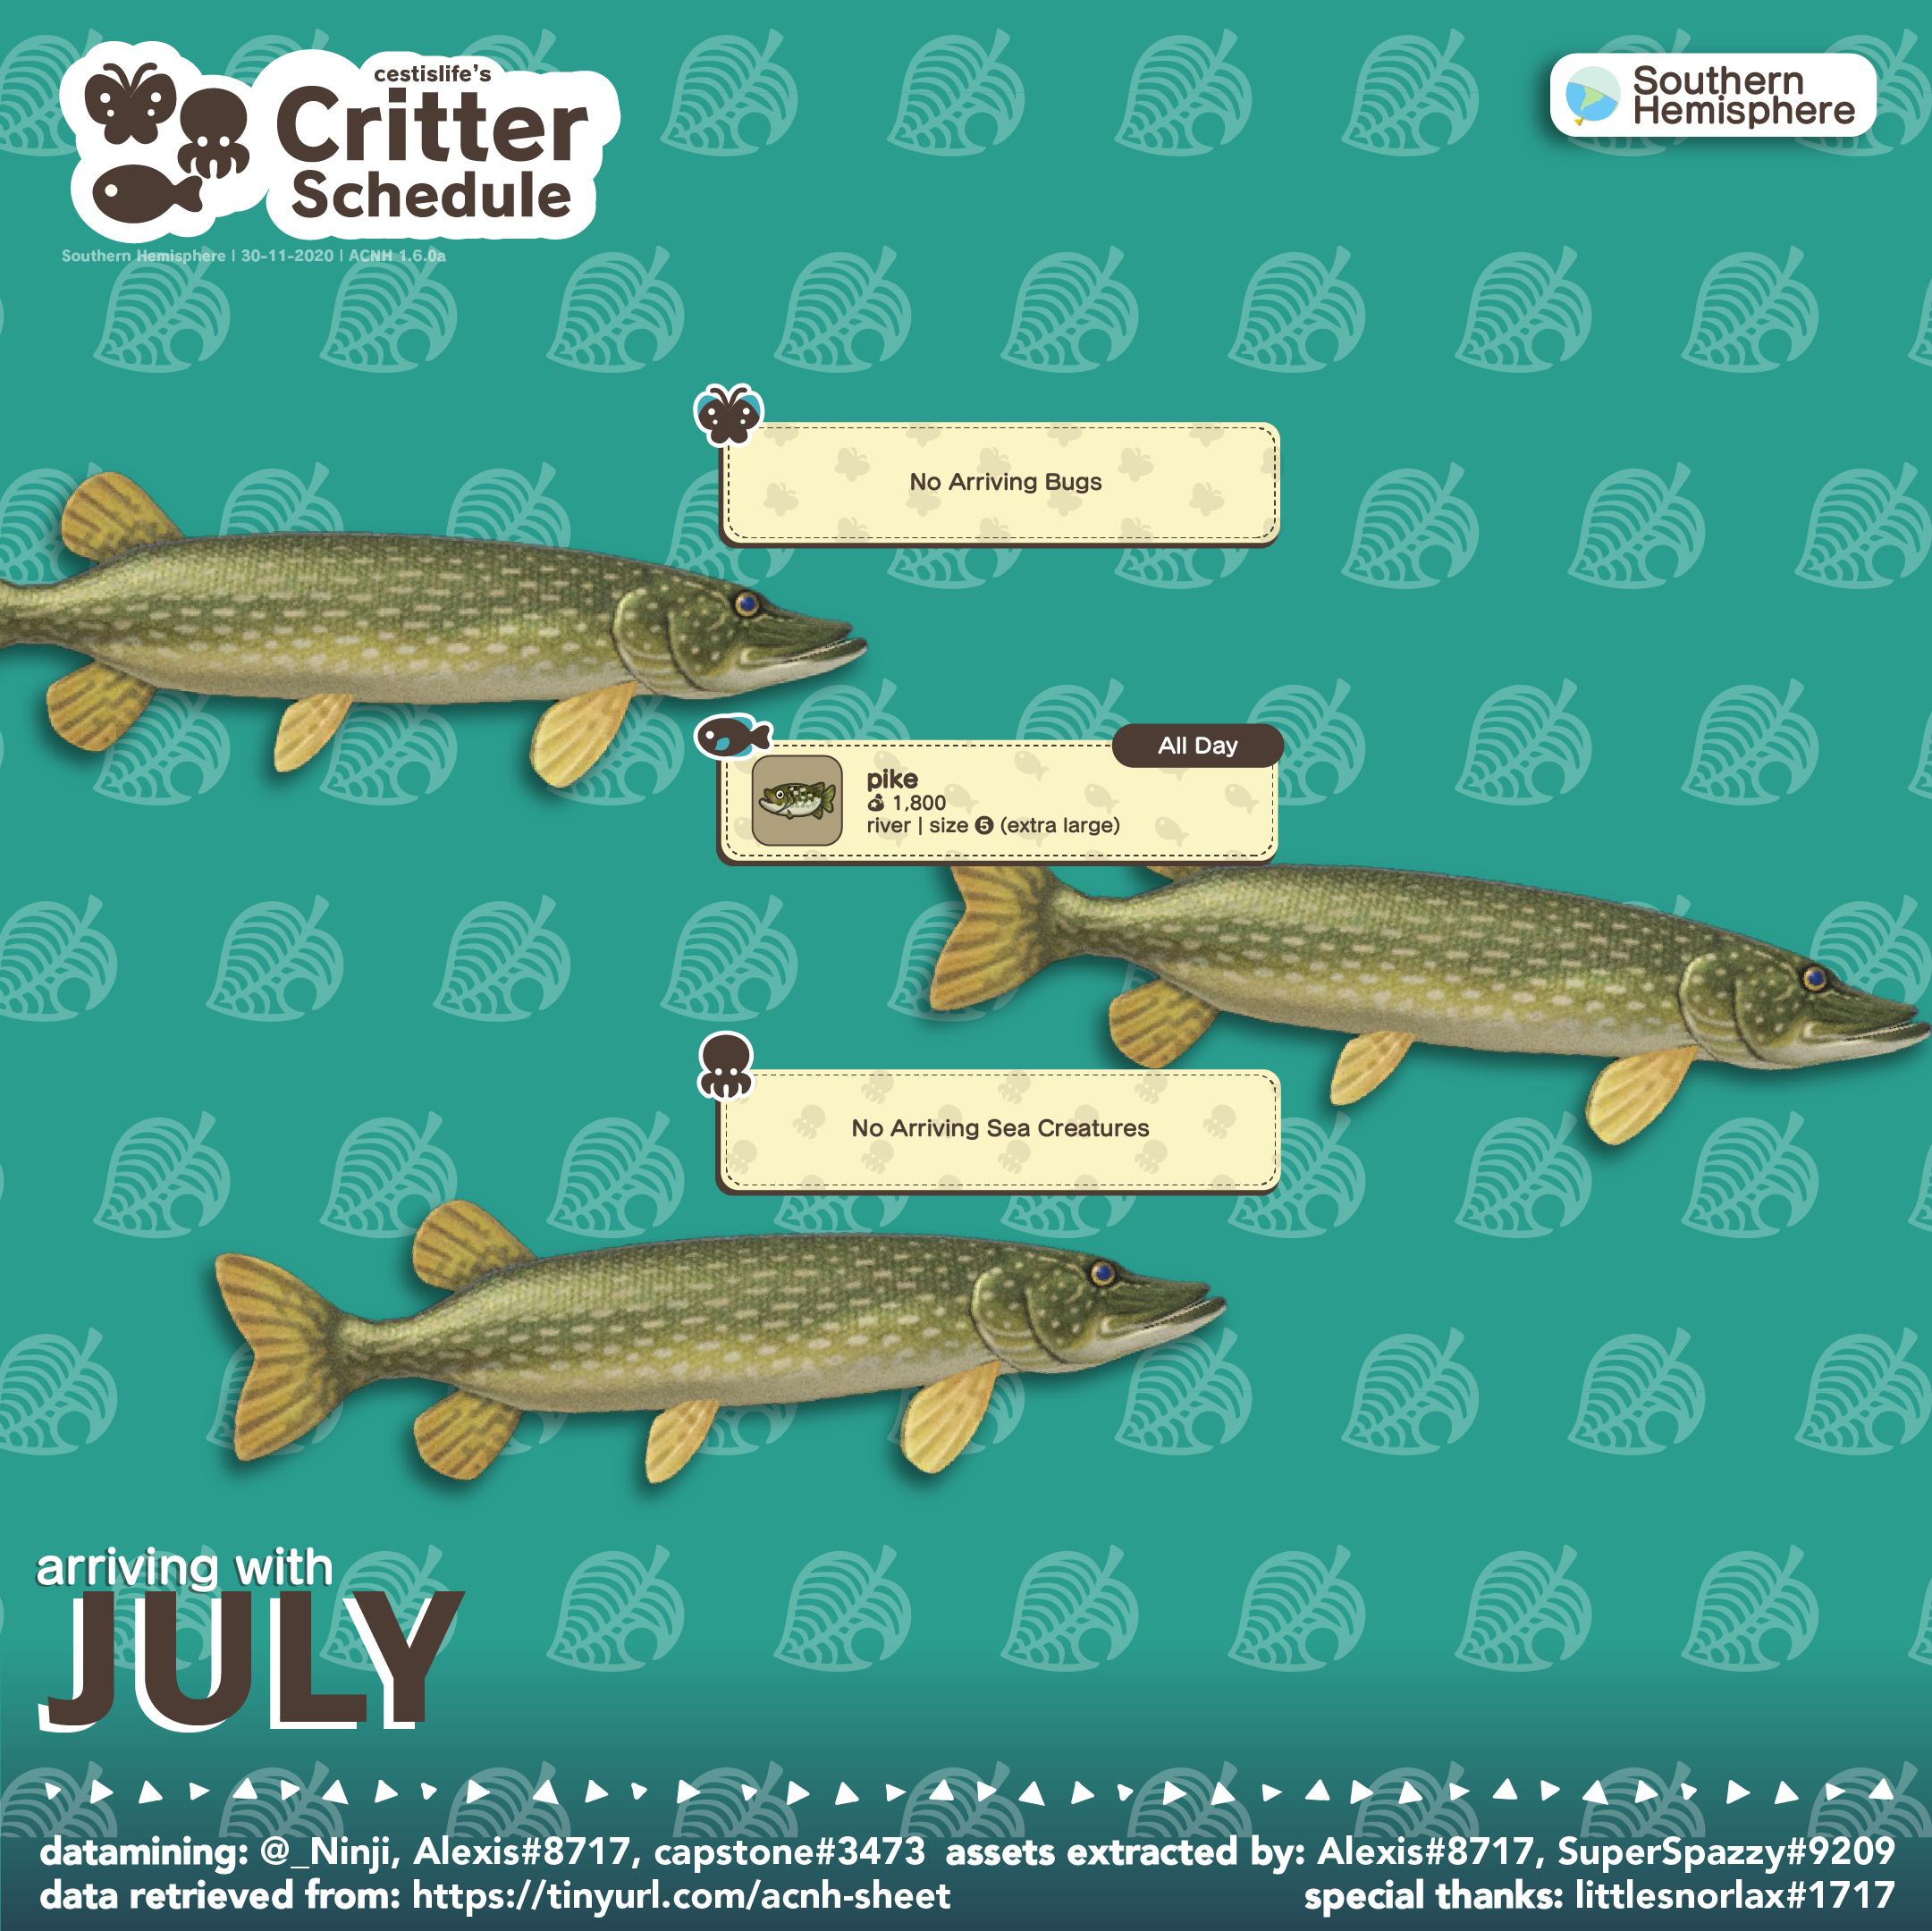 cestislife's
Critter
Schedule
Southern Hemisphere | 30-11-2020 | ACNH 1.6.0a
Southern
Hemisphere
No Arriving Bugs
All Day
pike
1,800
river | size 5 (extra large)
No Arriving Sea Creatures
arriving with
JULY
datamining: @_Ninji, Alexis#8717, capstone#3473 assets extracted by: Alexis#8717, SuperSpazzy#9209
data retrieved from: https://tinyurl.com/acnh-sheet special thanks: littlesnorlax#1717